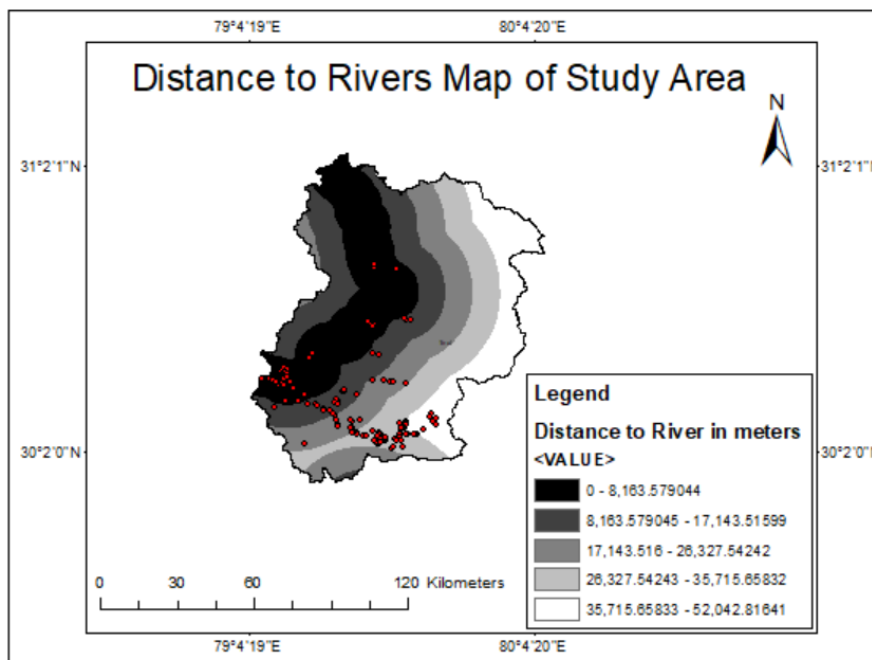 79°4'19"E 80°4'20"E
Distance to Rivers Map of Study Area
N
31°2'1"N 31°2'1"N
30°2'0"N 30°2'0"N
Legend
Distance to River in meters
<VALUE>
0 - 8,163.579044
8,163.579045 - 17,143.51599
17,143.516 - 26,327.54242
26,327.54243 - 35,715.65832
35,715.65833 - 52,042.81641
0 30 60 120 Kilometers
79°4'19"E 80°4'20"E